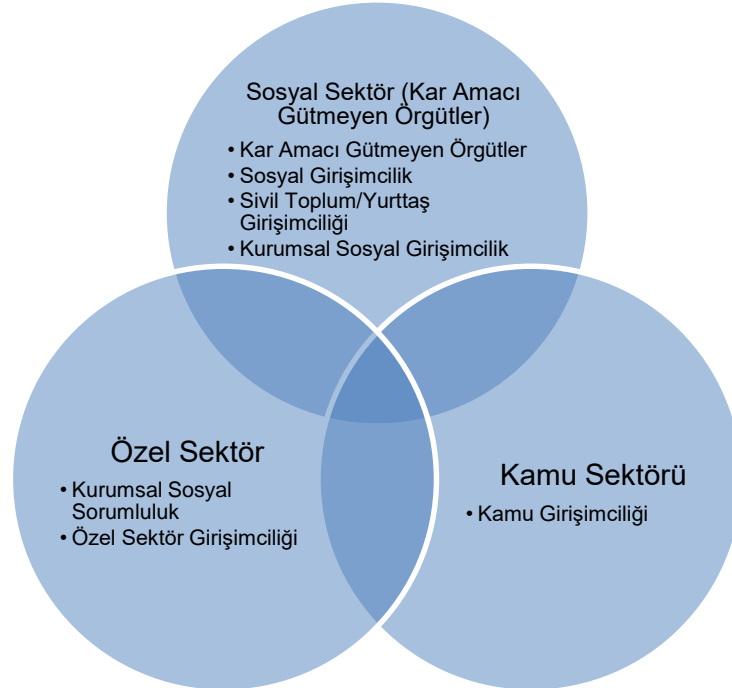 Sosyal Sektör (Kar Amacı
Gütmeyen Örgütler)
• Kar Amacı Gütmeyen Örgütler
• Sosyal Girişimcilik
• Sivil Toplum/Yurttaş
Girişimciliği
• Kurumsal Sosyal Girişimcilik
Özel Sektör
• Kurumsal Sosyal
Sorumluluk
• Özel Sektör Girişimciliği
Kamu Sektörü
• Kamu Girişimciliği